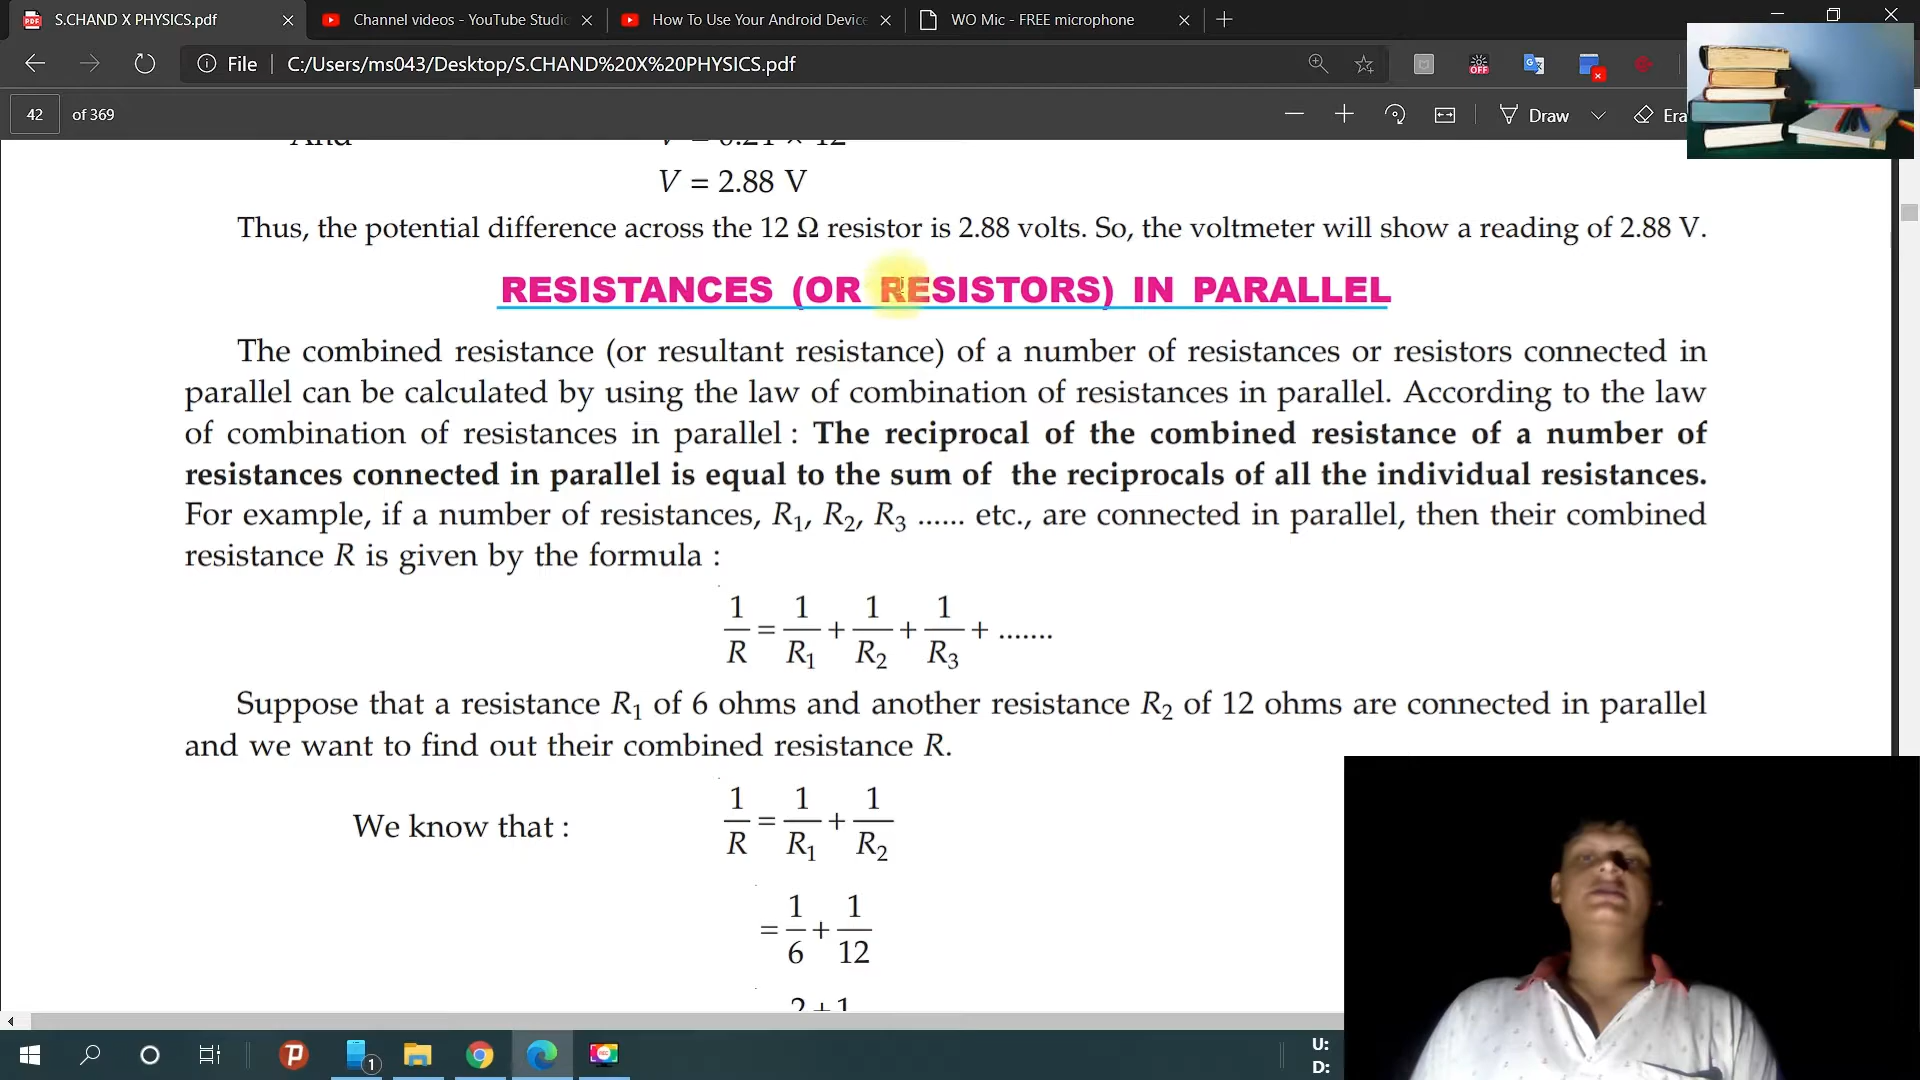 S.CHAND X PHYSICS.pdf
Channel videos - YouTube Studio
How To Use Your Android Device
WO Mic - FREE microphone
File
C:/Users/ms043/Desktop/S.CHAND%20X%20PHYSICS.pdf
42 of 369
Draw
Era
And V = 0.24 × 12
V = 2.88 V
Thus, the potential difference across the 12 Ω resistor is 2.88 volts. So, the voltmeter will show a reading of 2.88 V.
RESISTANCES (OR RESISTORS) IN PARALLEL
The combined resistance (or resultant resistance) of a number of resistances or resistors connected in
parallel can be calculated by using the law of combination of resistances in parallel. According to the law
of combination of resistances in parallel : The reciprocal of the combined resistance of a number of
resistances connected in parallel is equal to the sum of the reciprocals of all the individual resistances.
For example, if a number of resistances, R₁, R₂, R₃ ...... etc., are connected in parallel, then their combined
resistance R is given by the formula :
1/R = 1/R₁ + 1/R₂ + 1/R₃ + .......
Suppose that a resistance R₁ of 6 ohms and another resistance R₂ of 12 ohms are connected in parallel
and we want to find out their combined resistance R.
We know that : 1/R = 1/R₁ + 1/R₂
= 1/6 + 1/12
2 + 1
1
U:
D: